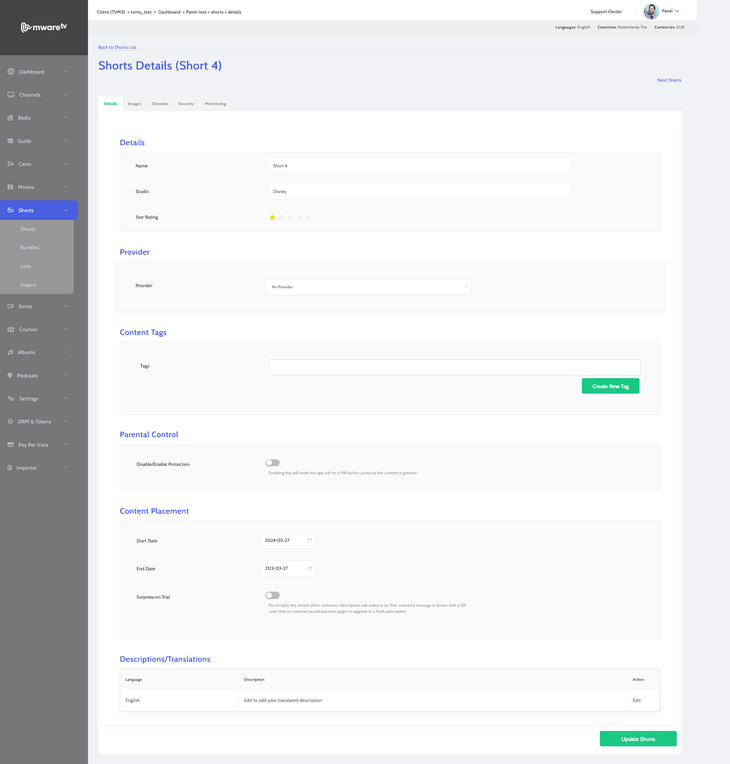 Client (TVMS) > tvms_test > Dashboard > Pavel-test > shorts > details
Support Center
Pavel
Languages: English Countries: Netherlands The Currencies: EUR
mwaretv
Dashboard
Channels
Radio
Guide
Cams
Movies
Shorts
Shorts
Bundles
Lists
Import
Series
Courses
Albums
Podcasts
Settings
DRM & Tokens
Pay Per View
Importer
Back to Shorts List
Shorts Details (Short 4)
Next Shorts
Details Images Streams Security Monetizing
Details
Name Short 4
Studio Disney
Star Rating
Provider
Provider No Provider
Content Tags
Tags
Create New Tag
Parental Control
Disable/Enable Protection
Enabling this will make the app ask for a PIN before access to the content is granted
Content Placement
Start Date 2024-03-27
End Date 2123-03-27
Surpress on Trial
Do not play the stream when customer subscription sub status is on Trial. Instead a message is shown with a QR
code (link to customer portal payment page) to upgrade to a Paid subscription
Descriptions/Translations
Language Description Action
English Edit to add your translated description Edit
Update Shorts